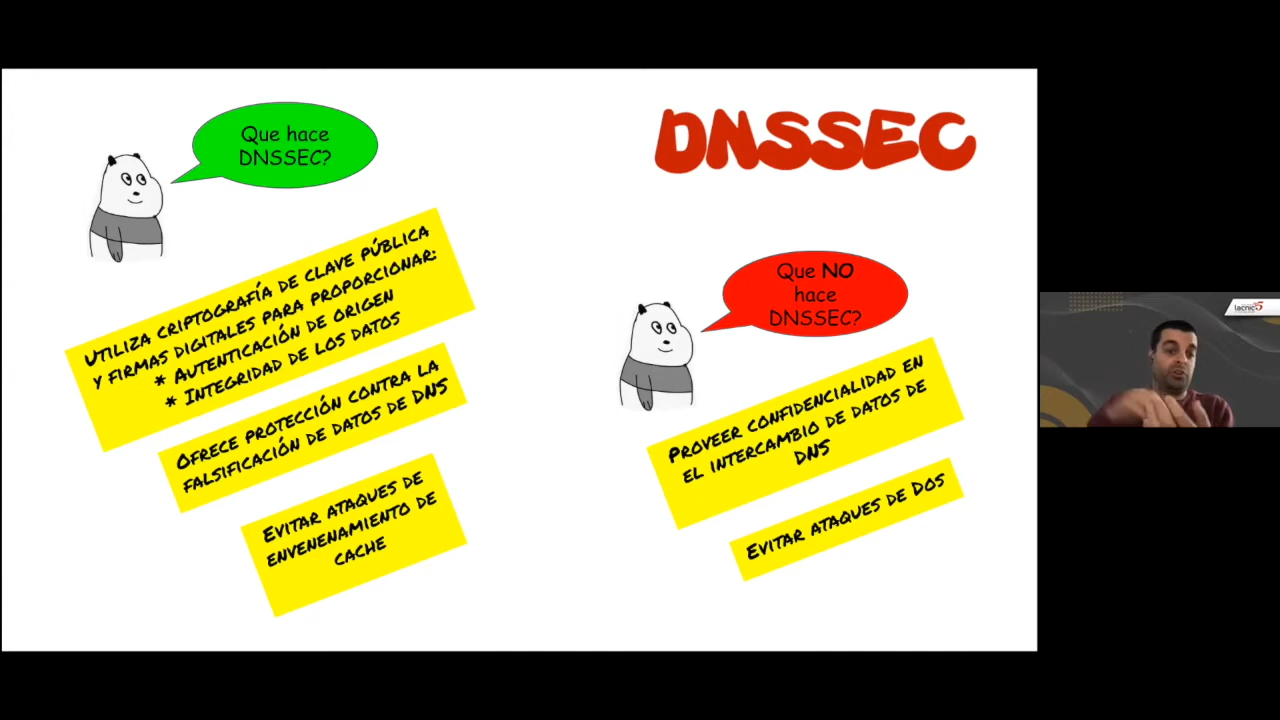 Que hace
DNSSEC?
DNSSEC
Utiliza criptografía de clave pública
y firmas digitales para proporcionar:
* Autenticación de origen
* Integridad de los datos
Ofrece protección contra la
falsificación de datos de DNS
Evitar ataques de
envenenamiento de
cache
Que NO
hace
DNSSEC?
Proveer confidencialidad en
el intercambio de datos de
DNS
Evitar ataques de Dos
lacnic